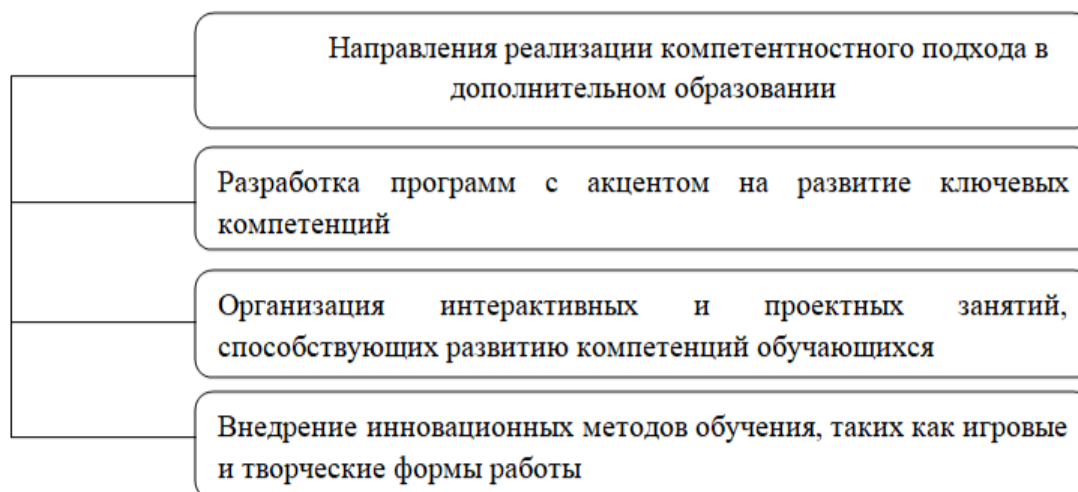 Направления реализации компетентностного подхода в
дополнительном образовании
Разработка программ с акцентом на развитие ключевых
компетенций
Организация интерактивных и проектных занятий,
способствующих развитию компетенций обучающихся
Внедрение инновационных методов обучения, таких как игровые
и творческие формы работы